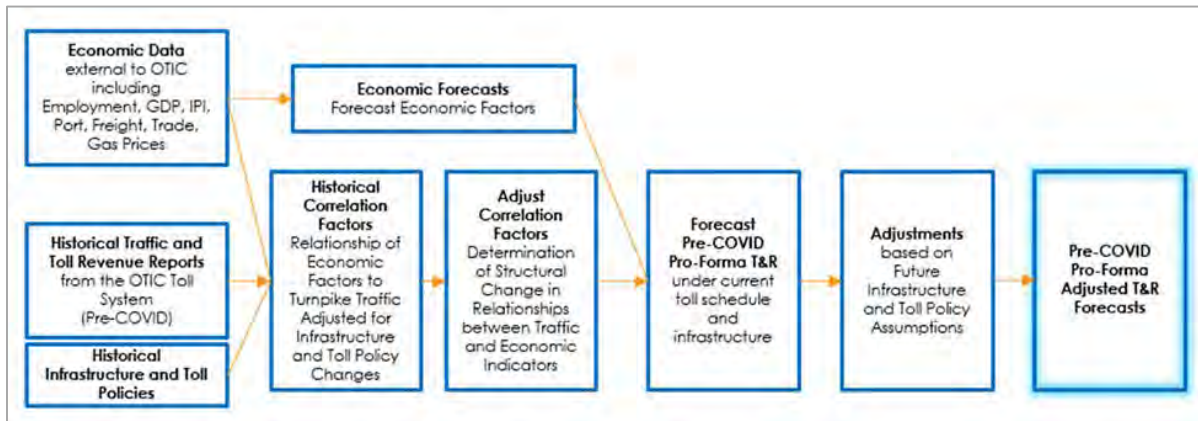 Economic Data
external to OTIC
including
Employment, GDP, IPI,
Port, Freight, Trade,
Gas Prices
Economic Forecasts
Forecast Economic Factors
Historical Traffic and
Toll Revenue Reports
from the OTIC Toll
System
(Pre-COVID)
Historical
Infrastructure and Toll
Policies
Historical
Correlation
Factors
Relationship of
Economic
Factors to
Turnpike Traffic
Adjusted for
Infrastructure
and Toll Policy
Changes
Adjust
Correlation
Factors
Determination
of Structural
Change in
Relationships
between Traffic
and Economic
Indicators
Forecast
Pre-COVID
Pro-Forma T&R
under current
toll schedule
and
infrastructure
Adjustments
based on
Future
Infrastructure
and Toll Policy
Assumptions
Pre-COVID
Pro-Forma
Adjusted T&R
Forecasts